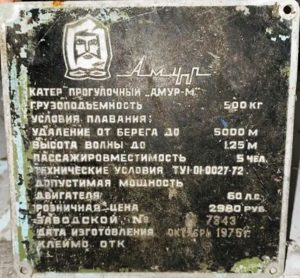 Амур
КАТЕР ПРОГУЛОЧНЫЙ „АМУР-М"
ГРУЗОПОДЪЕМНОСТЬ 500 КГ
УСЛОВИЯ ПЛАВАНИЯ:
УДАЛЕНИЕ ОТ БЕРЕГА ДО 5000 М
ВЫСОТА ВОЛНЫ ДО 1,25 М
ПАССАЖИРОВМЕСТИМОСТЬ 5 ЧЕЛ.
ТЕХНИЧЕСКИЕ УСЛОВИЯ ТУ1-01-0027-72
ДОПУСТИМАЯ МОЩНОСТЬ
ДВИГАТЕЛЯ 60 Л.С.
РОЗНИЧНАЯ ЦЕНА 2980 РУБ.
ЗАВОДСКОЙ № 7843
ДАТА ИЗГОТОВЛЕНИЯ ОКТЯБРЬ 1975 г.
КЛЕЙМО ОТК